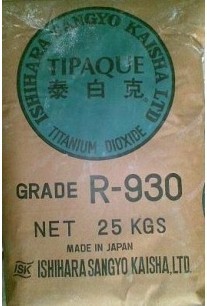 ISHIHARA SANGYO KAISHA LTD
TIPAQUE
泰白克
TITANIUM DIOXIDE
GRADE R-930
NET 25 KGS
MADE IN JAPAN
ISK ISHIHARA SANGYO KAISHA, LTD.